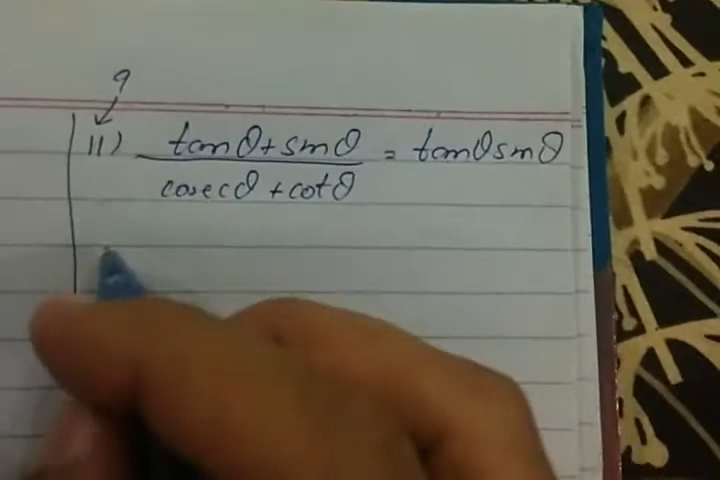 9
11) tanθ+sinθ = tanθsinθ
cosecθ +cotθ